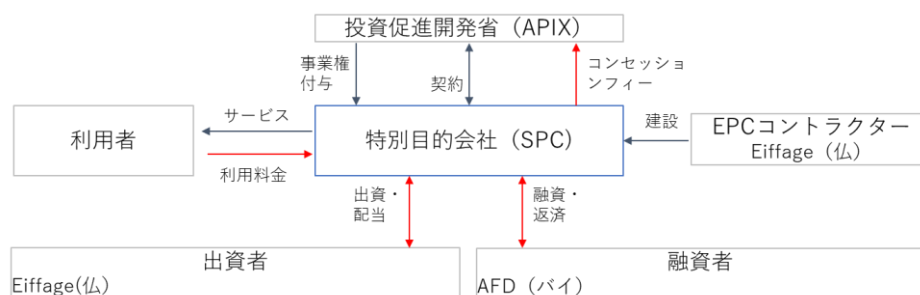 投資促進開発省（APIX）
事業権
付与
契約
コンセッショ
ンフィー
利用者
サービス
利用料金
特別目的会社（SPC）
建設
EPCコントラクター
Eiffage（仏）
出資・
配当
融資・
返済
出資者
Eiffage(仏)
融資者
AFD（バイ）